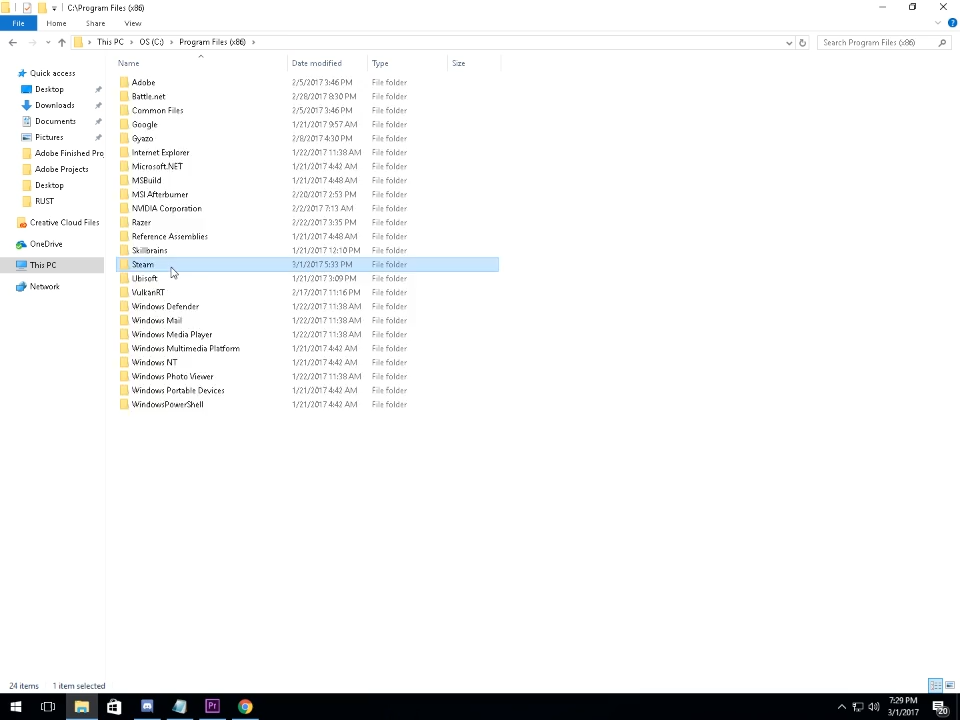 C:\Program Files (x86)
File Home Share View
This PC OS (C:) Program Files (x86) Search Program Files (x86)
Name Date modified Type Size
Quick access
Desktop
Downloads
Documents
Pictures
Adobe Finished Proj
Adobe Projects
Desktop
RUST
Creative Cloud Files
OneDrive
This PC
Network
Adobe 2/5/2017 3:46 PM File folder
Battle.net 2/28/2017 8:30 PM File folder
Common Files 2/5/2017 3:46 PM File folder
Google 1/21/2017 9:57 AM File folder
Gyazo 2/8/2017 4:30 PM File folder
Internet Explorer 1/22/2017 11:38 AM File folder
Microsoft.NET 1/21/2017 4:42 AM File folder
MSBuild 1/21/2017 4:48 AM File folder
MSI Afterburner 2/20/2017 2:53 PM File folder
NVIDIA Corporation 2/2/2017 7:13 AM File folder
Razer 2/22/2017 3:35 PM File folder
Reference Assemblies 1/21/2017 4:48 AM File folder
Skillbrains 1/21/2017 12:10 PM File folder
Steam 3/1/2017 5:33 PM File folder
Ubisoft 1/21/2017 3:09 PM File folder
VulkanRT 2/17/2017 11:16 PM File folder
Windows Defender 1/22/2017 11:38 AM File folder
Windows Mail 1/22/2017 11:38 AM File folder
Windows Media Player 1/22/2017 11:38 AM File folder
Windows Multimedia Platform 1/21/2017 4:42 AM File folder
Windows NT 1/21/2017 4:42 AM File folder
Windows Photo Viewer 1/22/2017 11:38 AM File folder
Windows Portable Devices 1/21/2017 4:42 AM File folder
WindowsPowerShell 1/21/2017 4:42 AM File folder
24 items 1 item selected
Pr
7:29 PM
3/1/2017
20